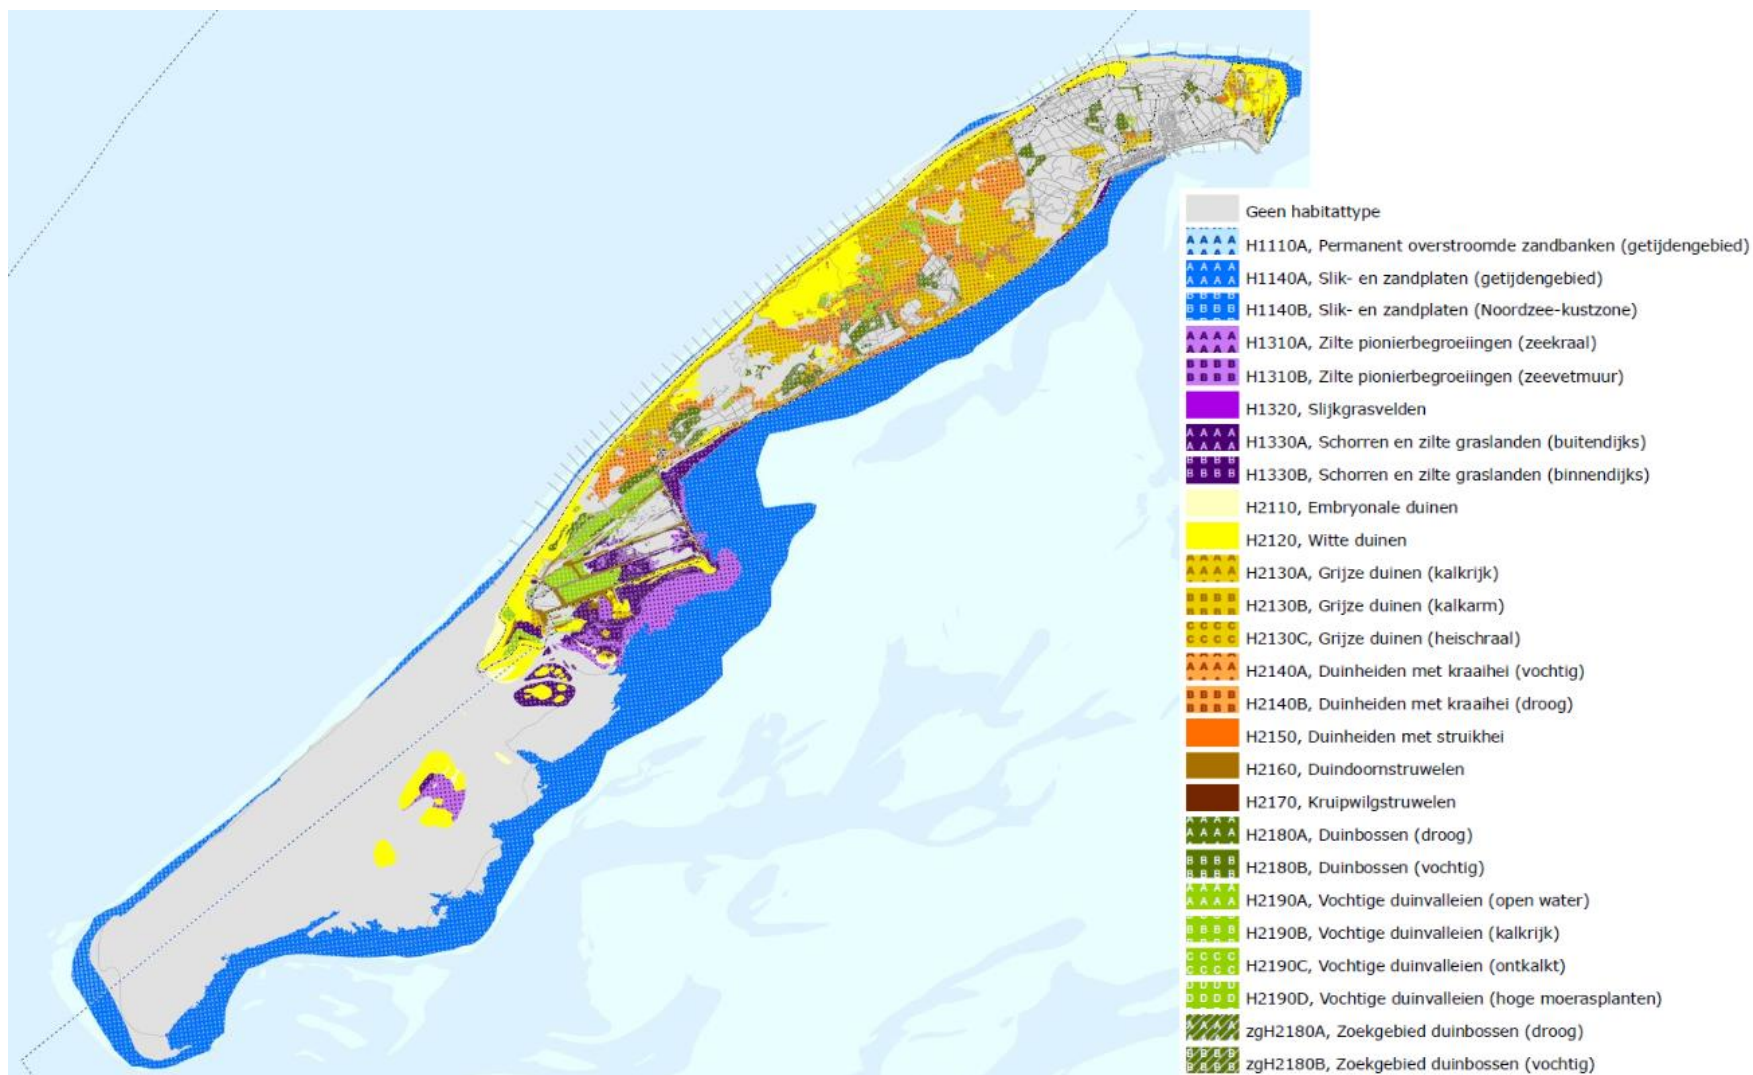 Geen habitattype
H1110A, Permanent overstroomde zandbanken (getijdengebied)
H1140A, Slik- en zandplaten (getijdengebied)
H1140B, Slik- en zandplaten (Noordzee-kustzone)
H1310A, Zilte pionierbegroeiingen (zeekraal)
H1310B, Zilte pionierbegroeiingen (zeevetmuur)
H1320, Slijkgrasvelden
H1330A, Schorren en zilte graslanden (buitendijks)
H1330B, Schorren en zilte graslanden (binnendijks)
H2110, Embryonale duinen
H2120, Witte duinen
H2130A, Grijze duinen (kalkrijk)
H2130B, Grijze duinen (kalkarm)
H2130C, Grijze duinen (heischraal)
H2140A, Duinheiden met kraaihei (vochtig)
H2140B, Duinheiden met kraaihei (droog)
H2150, Duinheiden met struikhei
H2160, Duindoornstruwelen
H2170, Kruipwilgstruwelen
H2180A, Duinbossen (droog)
H2180B, Duinbossen (vochtig)
H2190A, Vochtige duinvalleien (open water)
H2190B, Vochtige duinvalleien (kalkrijk)
H2190C, Vochtige duinvalleien (ontkalkt)
H2190D, Vochtige duinvalleien (hoge moerasplanten)
zgH2180A, Zoekgebied duinbossen (droog)
zgH2180B, Zoekgebied duinbossen (vochtig)